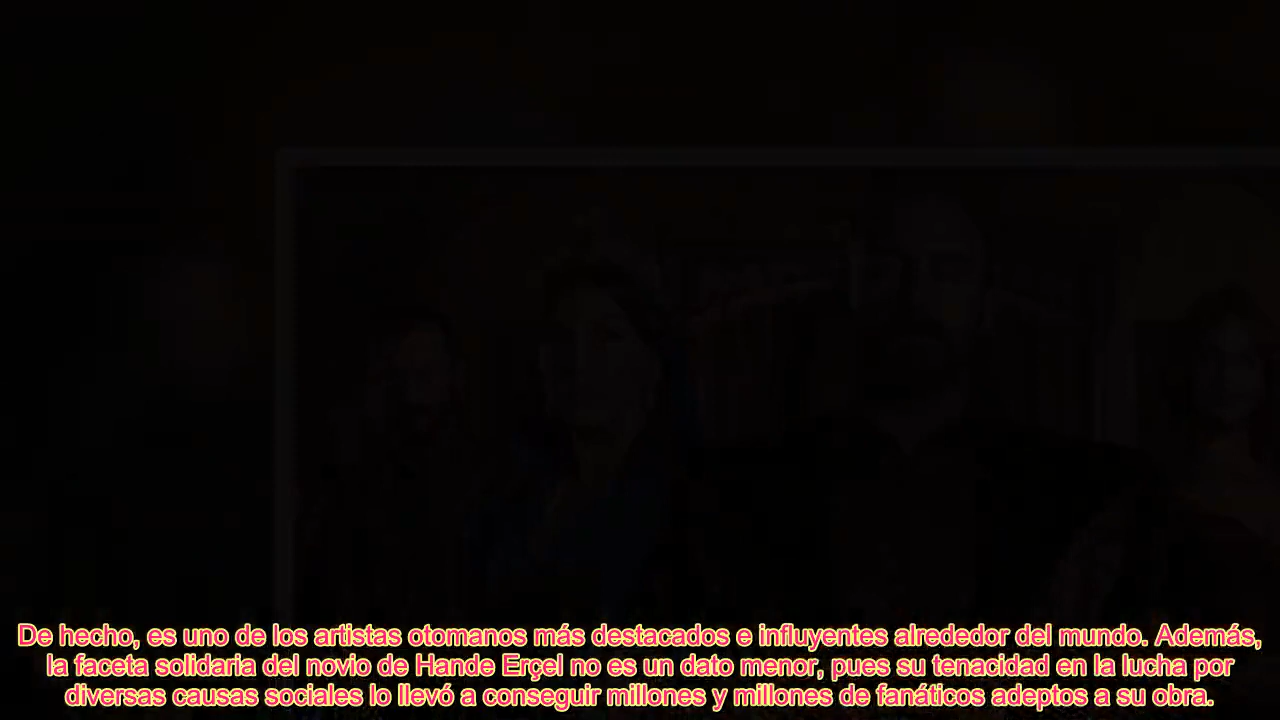 De hecho, es uno de los artistas otomanos más destacados e influyentes alrededor del mundo. Además,
la faceta solidaria del novio de Hande Erçel no es un dato menor, pues su tenacidad en la lucha por
diversas causas sociales lo llevó a conseguir millones y millones de fanáticos adeptos a su obra.